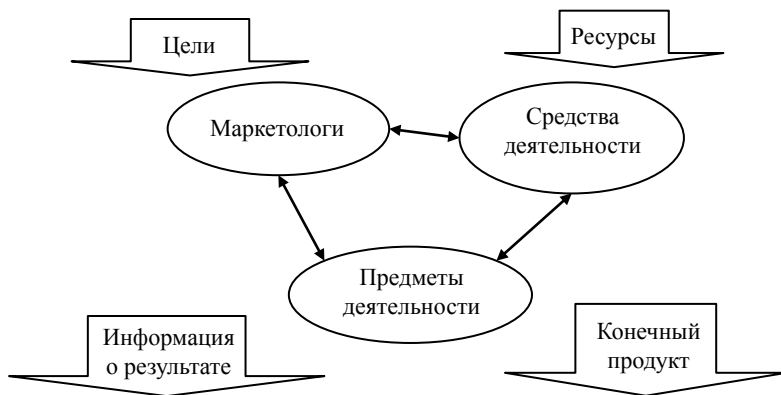 Цели
Ресурсы
Маркетологи
Средства
деятельности
Предметы
деятельности
Информация
о результате
Конечный
продукт